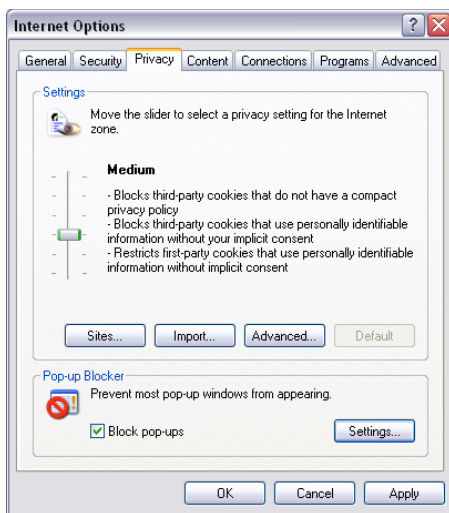 Internet Options
General Security Privacy Content Connections Programs Advanced
Settings
Move the slider to select a privacy setting for the Internet
zone.
Medium
- Blocks third-party cookies that do not have a compact
privacy policy
- Blocks third-party cookies that use personally identifiable
information without your implicit consent
- Restricts first-party cookies that use personally identifiable
information without implicit consent
Sites... Import... Advanced... Default
Pop-up Blocker
Prevent most pop-up windows from appearing.
Block pop-ups Settings...
OK Cancel Apply